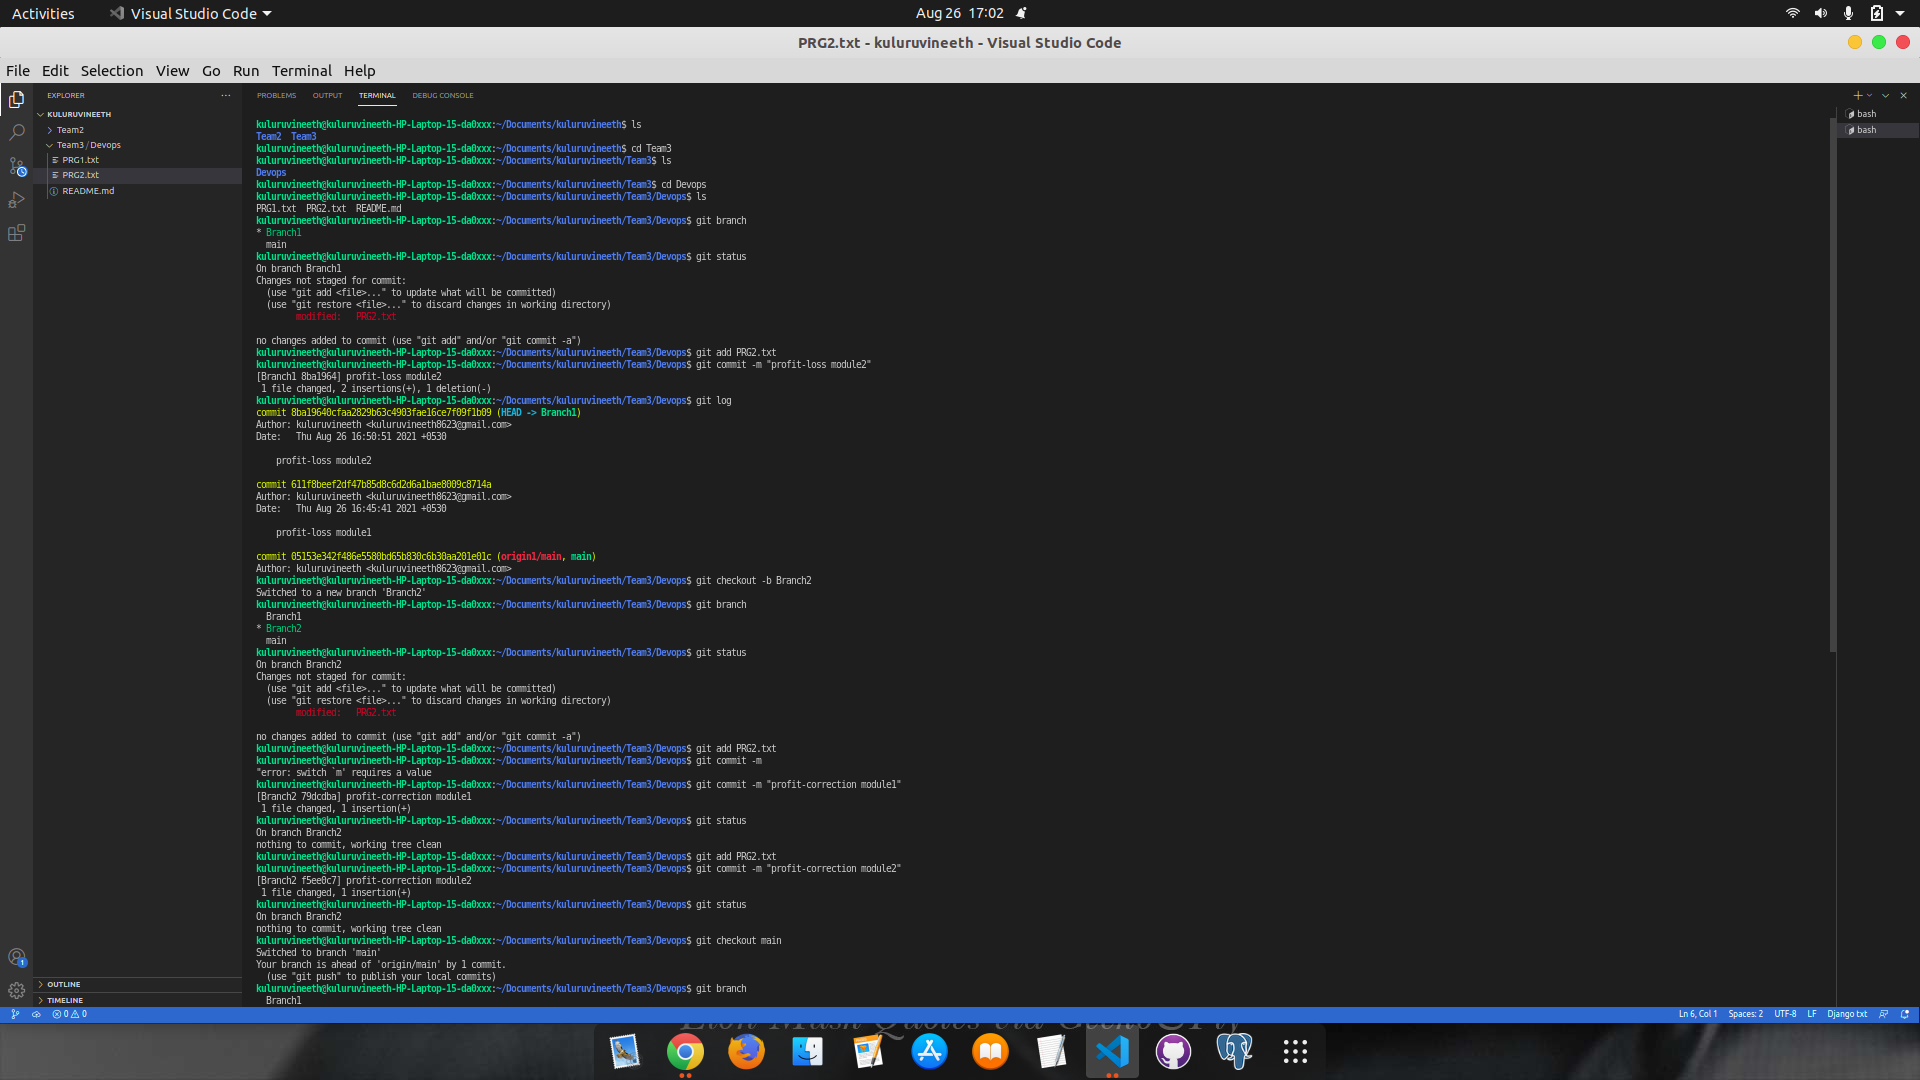 Activities
Visual Studio Code
Aug 26 17:02
PRG2.txt - kuluruvineeth - Visual Studio Code
File Edit Selection View Go Run Terminal Help
EXPLORER
KULURUVINEETH
Team2
Team3 / Devops
PRG1.txt
PRG2.txt
README.md
OUTLINE
TIMELINE
PROBLEMS OUTPUT TERMINAL DEBUG CONSOLE
bash
bash
kuluruvineeth@kuluruvineeth-HP-Laptop-15-da0xxx:~/Documents/kuluruvineeth$ ls
Team2 Team3
kuluruvineeth@kuluruvineeth-HP-Laptop-15-da0xxx:~/Documents/kuluruvineeth$ cd Team3
kuluruvineeth@kuluruvineeth-HP-Laptop-15-da0xxx:~/Documents/kuluruvineeth/Team3$ ls
Devops
kuluruvineeth@kuluruvineeth-HP-Laptop-15-da0xxx:~/Documents/kuluruvineeth/Team3$ cd Devops
kuluruvineeth@kuluruvineeth-HP-Laptop-15-da0xxx:~/Documents/kuluruvineeth/Team3/Devops$ ls
PRG1.txt PRG2.txt README.md
kuluruvineeth@kuluruvineeth-HP-Laptop-15-da0xxx:~/Documents/kuluruvineeth/Team3/Devops$ git branch
* Branch1
main
kuluruvineeth@kuluruvineeth-HP-Laptop-15-da0xxx:~/Documents/kuluruvineeth/Team3/Devops$ git status
On branch Branch1
Changes not staged for commit:
(use "git add <file>..." to update what will be committed)
(use "git restore <file>..." to discard changes in working directory)
modified: PRG2.txt
no changes added to commit (use "git add" and/or "git commit -a")
kuluruvineeth@kuluruvineeth-HP-Laptop-15-da0xxx:~/Documents/kuluruvineeth/Team3/Devops$ git add PRG2.txt
kuluruvineeth@kuluruvineeth-HP-Laptop-15-da0xxx:~/Documents/kuluruvineeth/Team3/Devops$ git commit -m "profit-loss module2"
[Branch1 8ba1964] profit-loss module2
1 file changed, 2 insertions(+), 1 deletion(-)
kuluruvineeth@kuluruvineeth-HP-Laptop-15-da0xxx:~/Documents/kuluruvineeth/Team3/Devops$ git log
commit 8ba19640cfaa2829b63c4903fae16ce7f09f1b09 (HEAD -> Branch1)
Author: kuluruvineeth <kuluruvineeth8623@gmail.com>
Date: Thu Aug 26 16:50:51 2021 +0530
profit-loss module2
commit 611f8beef2df47b85d8c6d2d6a1bae8009c8714a
Author: kuluruvineeth <kuluruvineeth8623@gmail.com>
Date: Thu Aug 26 16:45:41 2021 +0530
profit-loss module1
commit 05153e342f486e5580bd65b830c6b30aa201e01c (origin1/main, main)
Author: kuluruvineeth <kuluruvineeth8623@gmail.com>
kuluruvineeth@kuluruvineeth-HP-Laptop-15-da0xxx:~/Documents/kuluruvineeth/Team3/Devops$ git checkout -b Branch2
Switched to a new branch 'Branch2'
kuluruvineeth@kuluruvineeth-HP-Laptop-15-da0xxx:~/Documents/kuluruvineeth/Team3/Devops$ git branch
Branch1
* Branch2
main
kuluruvineeth@kuluruvineeth-HP-Laptop-15-da0xxx:~/Documents/kuluruvineeth/Team3/Devops$ git status
On branch Branch2
Changes not staged for commit:
(use "git add <file>..." to update what will be committed)
(use "git restore <file>..." to discard changes in working directory)
modified: PRG2.txt
no changes added to commit (use "git add" and/or "git commit -a")
kuluruvineeth@kuluruvineeth-HP-Laptop-15-da0xxx:~/Documents/kuluruvineeth/Team3/Devops$ git add PRG2.txt
kuluruvineeth@kuluruvineeth-HP-Laptop-15-da0xxx:~/Documents/kuluruvineeth/Team3/Devops$ git commit -m
"error: switch `m' requires a value
kuluruvineeth@kuluruvineeth-HP-Laptop-15-da0xxx:~/Documents/kuluruvineeth/Team3/Devops$ git commit -m "profit-correction module1"
[Branch2 79dcdba] profit-correction module1
1 file changed, 1 insertion(+)
kuluruvineeth@kuluruvineeth-HP-Laptop-15-da0xxx:~/Documents/kuluruvineeth/Team3/Devops$ git status
On branch Branch2
nothing to commit, working tree clean
kuluruvineeth@kuluruvineeth-HP-Laptop-15-da0xxx:~/Documents/kuluruvineeth/Team3/Devops$ git add PRG2.txt
kuluruvineeth@kuluruvineeth-HP-Laptop-15-da0xxx:~/Documents/kuluruvineeth/Team3/Devops$ git commit -m "profit-correction module2"
[Branch2 f5ee0c7] profit-correction module2
1 file changed, 1 insertion(+)
kuluruvineeth@kuluruvineeth-HP-Laptop-15-da0xxx:~/Documents/kuluruvineeth/Team3/Devops$ git status
On branch Branch2
nothing to commit, working tree clean
kuluruvineeth@kuluruvineeth-HP-Laptop-15-da0xxx:~/Documents/kuluruvineeth/Team3/Devops$ git checkout main
Switched to branch 'main'
Your branch is ahead of 'origin/main' by 1 commit.
(use "git push" to publish your local commits)
kuluruvineeth@kuluruvineeth-HP-Laptop-15-da0xxx:~/Documents/kuluruvineeth/Team3/Devops$ git branch
Branch1
0 0
Ln 6, Col 1 Spaces: 2 UTF-8 LF Django txt